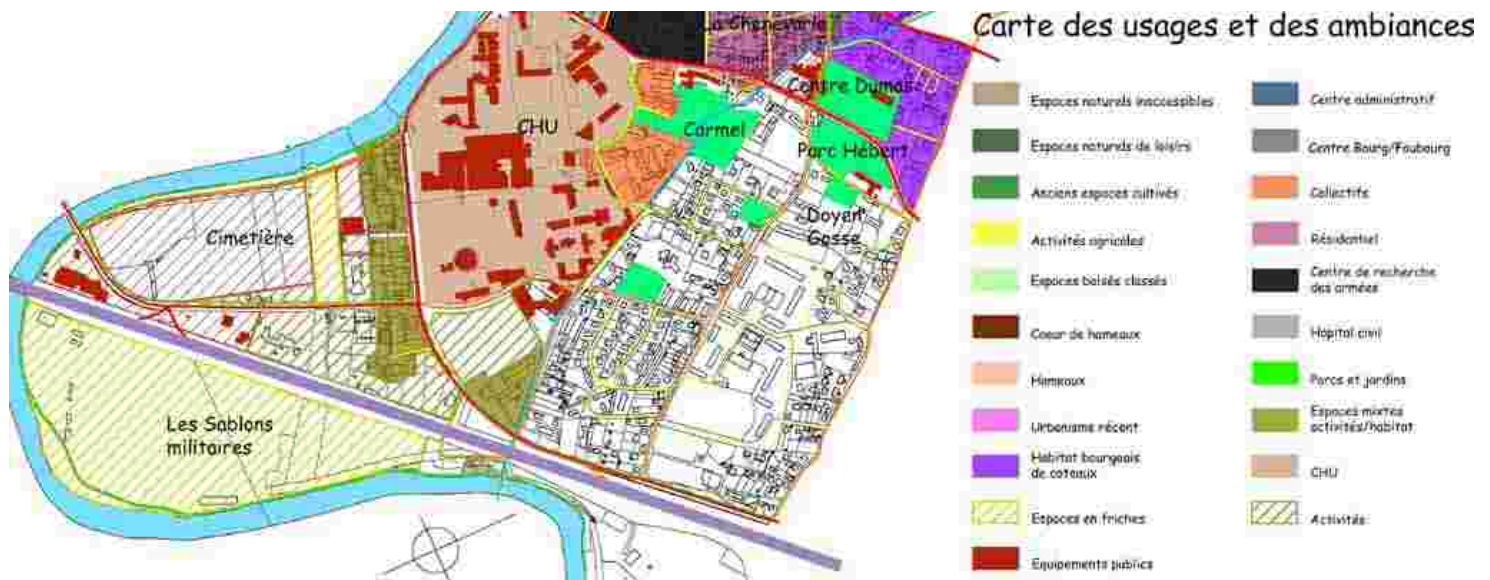 La Chenevarie
Carte des usages et des ambiances
Centre Dumas
CHU
Carmel
Parc Hébert
Doyen
Gosse
Cimetière
Les Sablons
militaires
Espaces naturels inaccessibles
Espaces naturels de loisirs
Anciens espaces cultivés
Activités agricoles
Espaces boisés classés
Coeur de hameaux
Hameaux
Urbanisme récent
Habitat bourgeois
de coteaux
Espaces en friches
Equipements publics
Centre administratif
Centre Bourg/Faubourg
Collectifs
Résidentiel
Centre de recherche
des armées
Hopital civil
Parcs et jardins
Espaces mixtes
activités/habitat
CHU
Activités